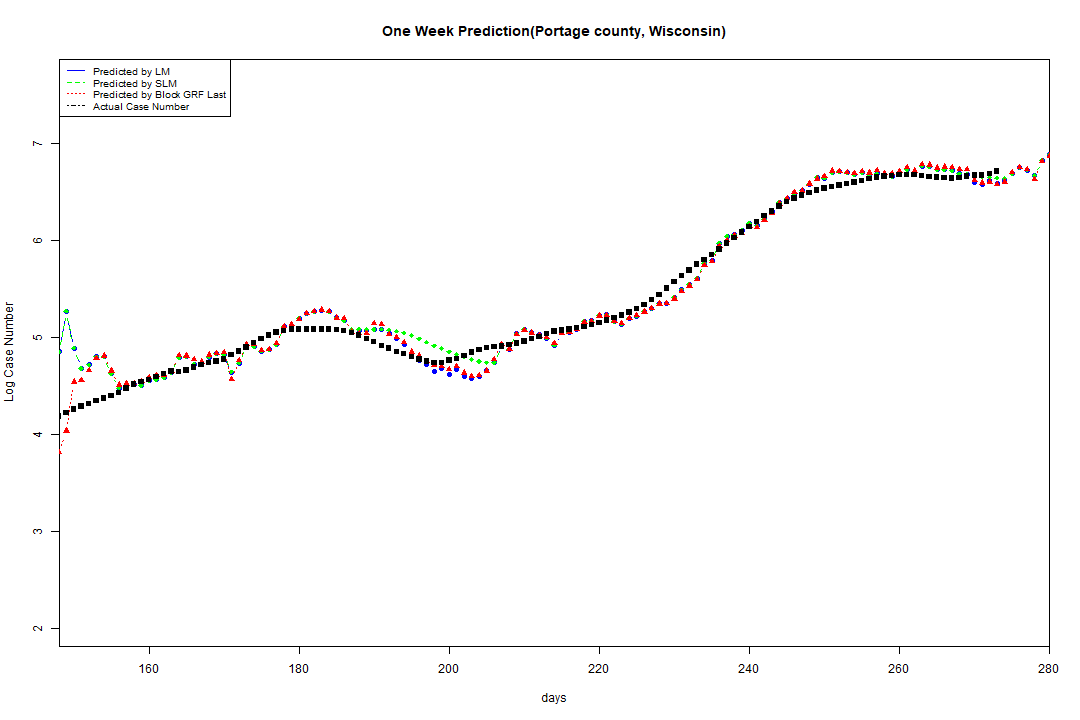 One Week Prediction(Portage county, Wisconsin)
Predicted by LM
Predicted by SLM
Predicted by Block GRF Last
Actual Case Number
Log Case Number
7
6
5
4
3
2
160 180 200 220 240 260 280
days